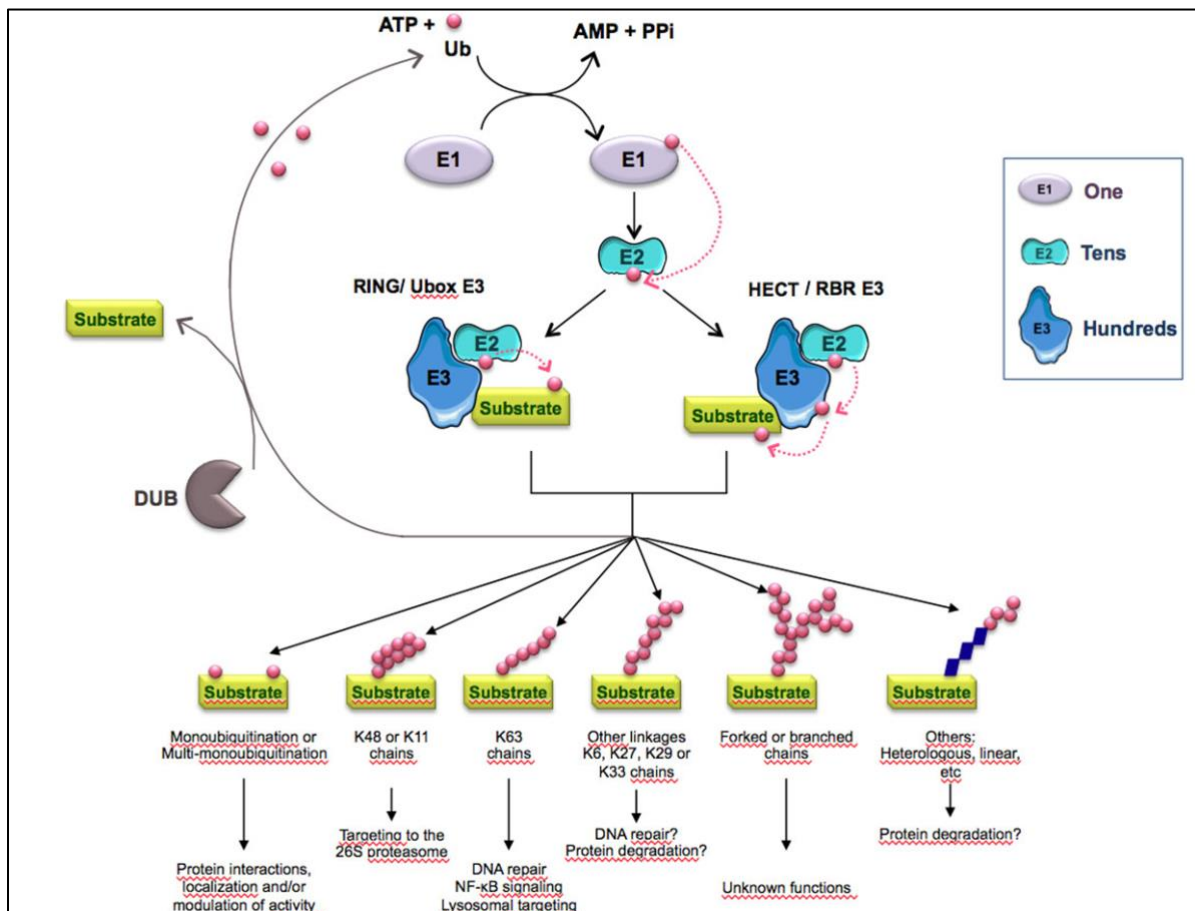 ATP +
Ub
AMP + PPi
E1
E1
E1 One
E2 Tens
E3 Hundreds
E2
RING/ Ubox E3
HECT / RBR E3
E2
E3
Substrate
E2
E3
Substrate
Substrate
DUB
Substrate
Substrate
Substrate
Substrate
Substrate
Substrate
Monoubiquitination or
Multi-monoubiquitination
K48 or K11
chains
K63
chains
Other linkages
K6, K27, K29 or
K33 chains
Forked or branched
chains
Others:
Heterologous, linear,
etc
Protein interactions,
localization and/or
modulation of activity
Targeting to the
26S proteasome
DNA repair
NF-κB signaling
Lysosomal targeting
DNA repair?
Protein degradation?
Unknown functions
Protein degradation?